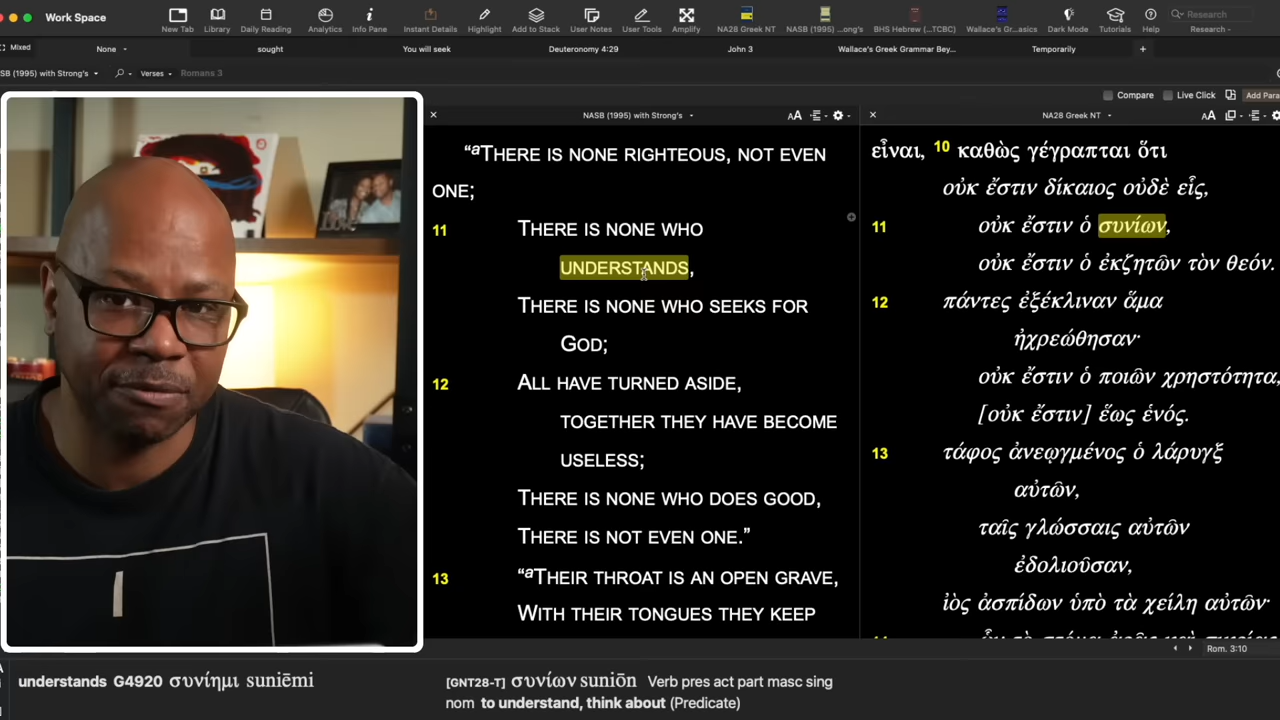 Work Space
New Tab
Library
Daily Reading
Analytics
Info Pane
Instant Details
Highlight
Add to Stack
User Notes
User Tools
Amplify
NA28 Greek NT
NASB (1995) ...ong's
BHS Hebrew (...TCBC)
Wallace's Gr...asics
Dark Mode
Tutorials
Help
Research
Research
Mixed
None
sought
You will seek
Deuteronomy 4:29
John 3
Wallace's Greek Grammar Bey...
Temporarily
SB (1995) with Strong's
Verses
Romans 3
Compare
Live Click
Add Para
NASB (1995) with Strong's
“aTHERE IS NONE RIGHTEOUS, NOT EVEN
ONE;
11 THERE IS NONE WHO
UNDERSTANDS,
THERE IS NONE WHO SEEKS FOR
GOD;
12 ALL HAVE TURNED ASIDE,
TOGETHER THEY HAVE BECOME
USELESS;
THERE IS NONE WHO DOES GOOD,
THERE IS NOT EVEN ONE.”
13 “aTHEIR THROAT IS AN OPEN GRAVE,
WITH THEIR TONGUES THEY KEEP
NA28 Greek NT
εἶναι, 10 καθὼς γέγραπται ὅτι
οὐκ ἔστιν δίκαιος οὐδὲ εἷς,
11 οὐκ ἔστιν ὁ συνίων,
οὐκ ἔστιν ὁ ἐκζητῶν τὸν θεόν.
12 πάντες ἐξέκλιναν ἅμα
ἠχρεώθησαν·
οὐκ ἔστιν ὁ ποιῶν χρηστότητα,
[οὐκ ἔστιν] ἕως ἑνός.
13 τάφος ἀνεῳγμένος ὁ λάρυγξ
αὐτῶν,
ταῖς γλώσσαις αὐτῶν
ἐδολιοῦσαν,
ἰὸς ἀσπίδων ὑπὸ τὰ χείλη αὐτῶν·
Rom. 3:10
understands G4920 συνίημι suniēmi
[GNT28-T] συνίων suniōn Verb pres act part masc sing
nom to understand, think about (Predicate)